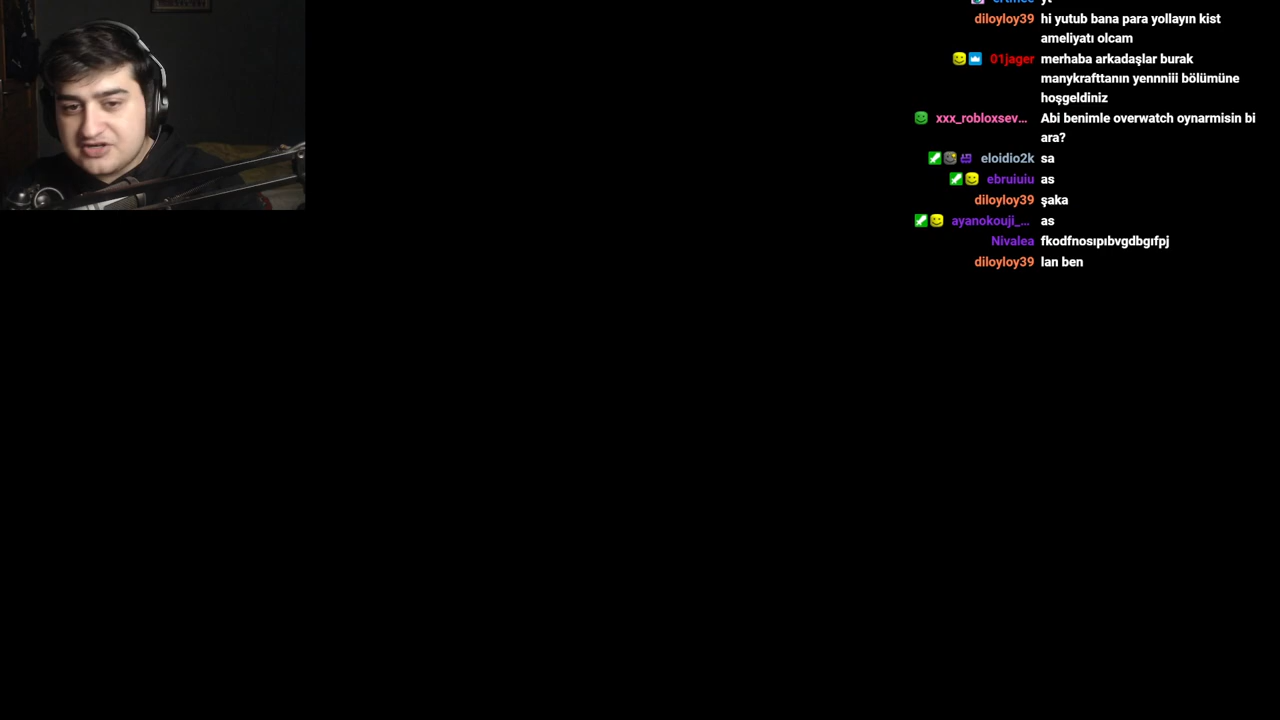 yt
diloyloy39 hi yutub bana para yollayın kist
ameliyatı olcam
01jager merhaba arkadaşlar burak
manykrafttanın yennniii bölümüne
hoşgeldiniz
xxx_robloxsev... Abi benimle overwatch oynarmisin bi
ara?
eloidio2k sa
ebruiuiu as
diloyloy39 şaka
ayanokouji_... as
Nivalea fkodfnosıpıbvgdbgıfpj
diloyloy39 lan ben